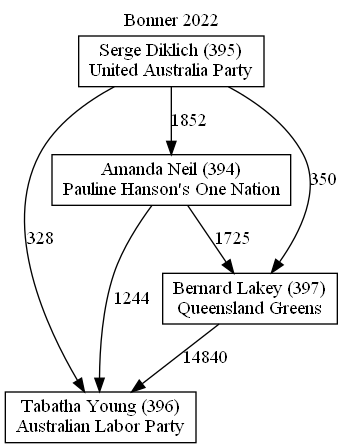 Bonner 2022
Serge Diklich (395)
United Australia Party
1852
Amanda Neil (394)
Pauline Hanson's One Nation
350
328
1244
1725
Bernard Lakey (397)
Queensland Greens
14840
Tabatha Young (396)
Australian Labor Party